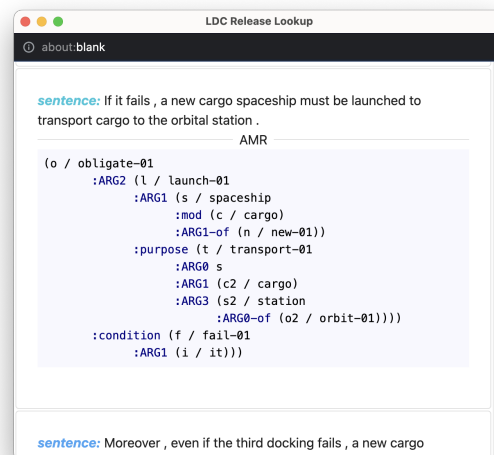 LDC Release Lookup
about:blank
sentence: If it fails , a new cargo spaceship must be launched to
transport cargo to the orbital station .
AMR
(o / obligate-01
:ARG2 (l / launch-01
:ARG1 (s / spaceship
:mod (c / cargo)
:ARG1-of (n / new-01))
:purpose (t / transport-01
:ARG0 s
:ARG1 (c2 / cargo)
:ARG3 (s2 / station
:ARG0-of (o2 / orbit-01))))
:condition (f / fail-01
:ARG1 (i / it)))
sentence: Moreover , even if the third docking fails , a new cargo